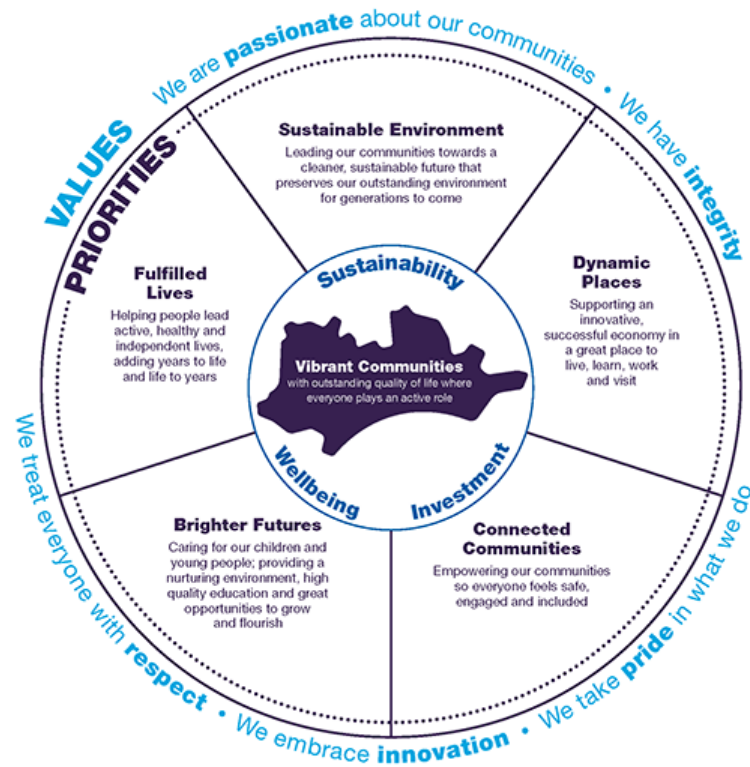 VALUES
We are passionate about our communities • We have integrity
We treat everyone with respect • We embrace innovation • We take pride in what we do
PRIORITIES
Sustainable Environment
Leading our communities towards a
cleaner, sustainable future that
preserves our outstanding environment
for generations to come
Dynamic
Places
Supporting an
innovative,
successful economy in
a great place to
live, learn, work
and visit
Connected
Communities
Empowering our communities
so everyone feels safe,
engaged and included
Brighter Futures
Caring for our children and
young people; providing a
nurturing environment, high
quality education and great
opportunities to grow
and flourish
Fulfilled
Lives
Helping people lead
active, healthy and
independent lives,
adding years to life
and life to years
Sustainability
Investment
Wellbeing
Vibrant Communities
with outstanding quality of life where
everyone plays an active role